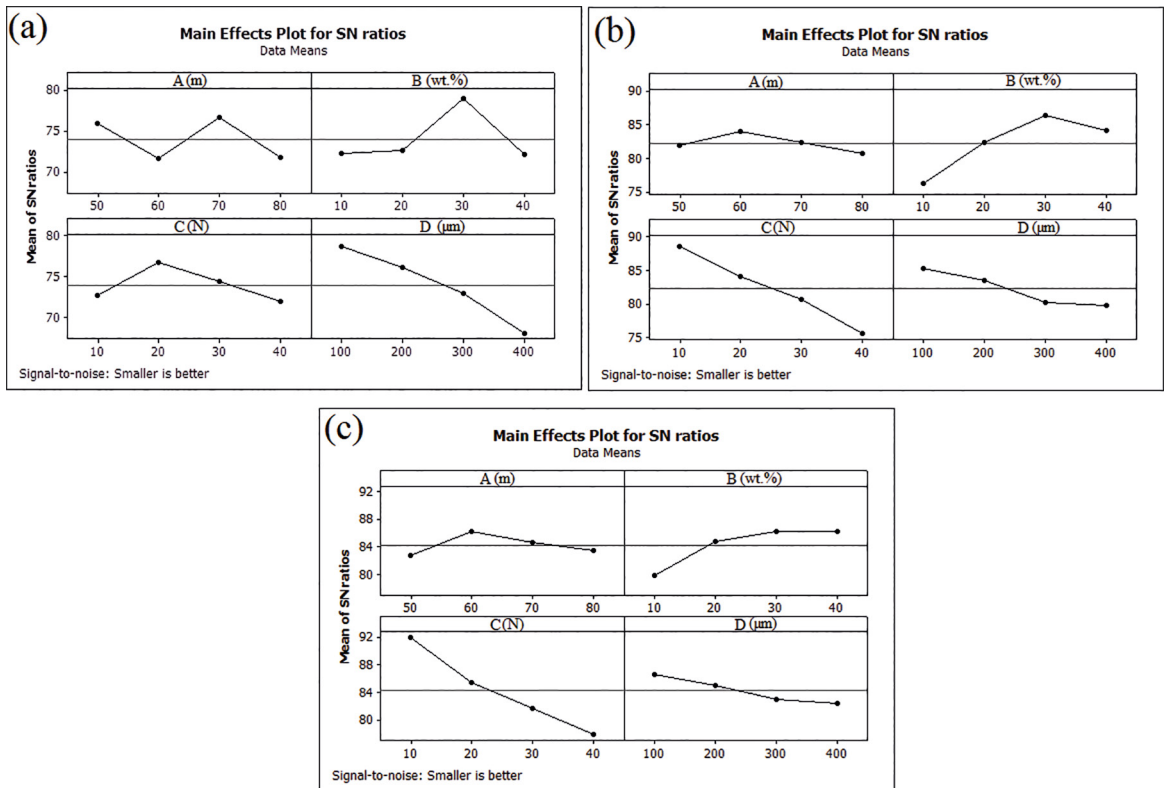 (a)
Main Effects Plot for SN ratios
Data Means
A (m) B (wt.%)
80
75
70
50 60 70 80 10 20 30 40
C (N) D (μm)
80
75
70
10 20 30 40 100 200 300 400
Mean of SN ratios
Signal-to-noise: Smaller is better
(b)
Main Effects Plot for SN ratios
Data Means
A (m) B (wt.%)
90
85
80
75
50 60 70 80 10 20 30 40
C (N) D (μm)
90
85
80
75
10 20 30 40 100 200 300 400
Mean of SN ratios
Signal-to-noise: Smaller is better
(c)
Main Effects Plot for SN ratios
Data Means
A (m) B (wt.%)
92
88
84
80
50 60 70 80 10 20 30 40
C (N) D (μm)
92
88
84
80
10 20 30 40 100 200 300 400
Mean of SN ratios
Signal-to-noise: Smaller is better